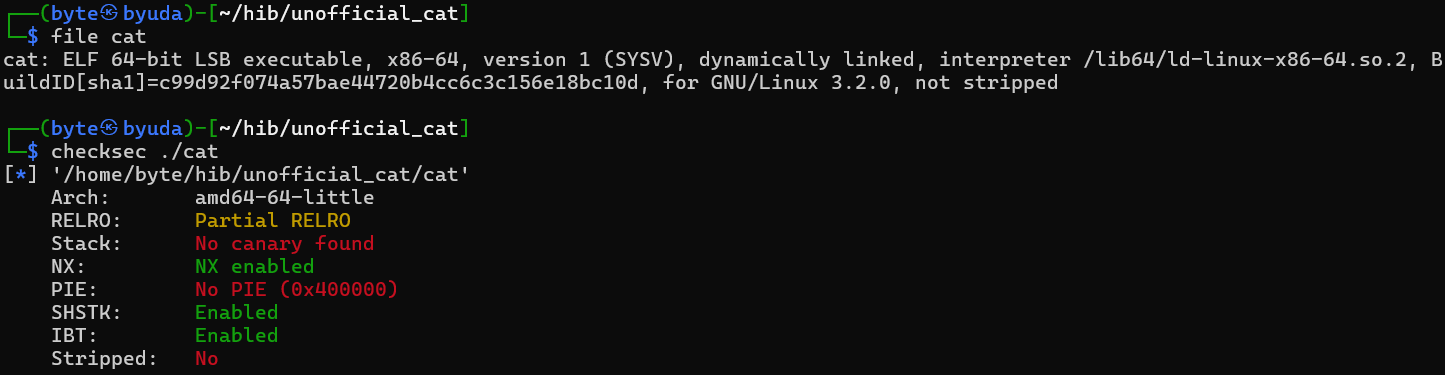 ┌──(byte㉿byuda)-[~/hib/unofficial_cat]
└─$ file cat
cat: ELF 64-bit LSB executable, x86-64, version 1 (SYSV), dynamically linked, interpreter /lib64/ld-linux-x86-64.so.2, B
uildID[sha1]=c99d92f074a57bae44720b4cc6c3c156e18bc10d, for GNU/Linux 3.2.0, not stripped
┌──(byte㉿byuda)-[~/hib/unofficial_cat]
└─$ checksec ./cat
[*] '/home/byte/hib/unofficial_cat/cat'
    Arch:       amd64-64-little
    RELRO:      Partial RELRO
    Stack:      No canary found
    NX:         NX enabled
    PIE:        No PIE (0x400000)
    SHSTK:      Enabled
    IBT:        Enabled
    Stripped:   No